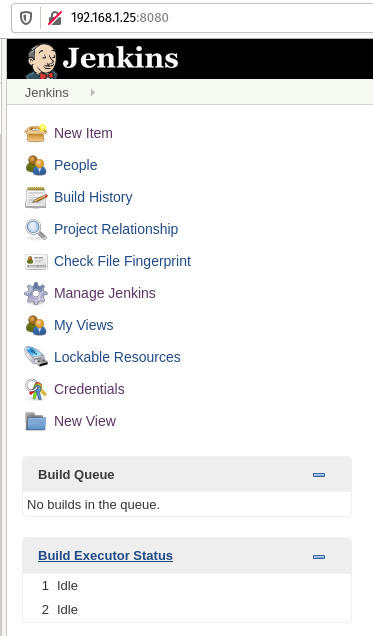 192.168.1.25:8080
Jenkins
Jenkins
New Item
People
Build History
Project Relationship
Check File Fingerprint
Manage Jenkins
My Views
Lockable Resources
Credentials
New View
Build Queue
No builds in the queue.
Build Executor Status
1 Idle
2 Idle